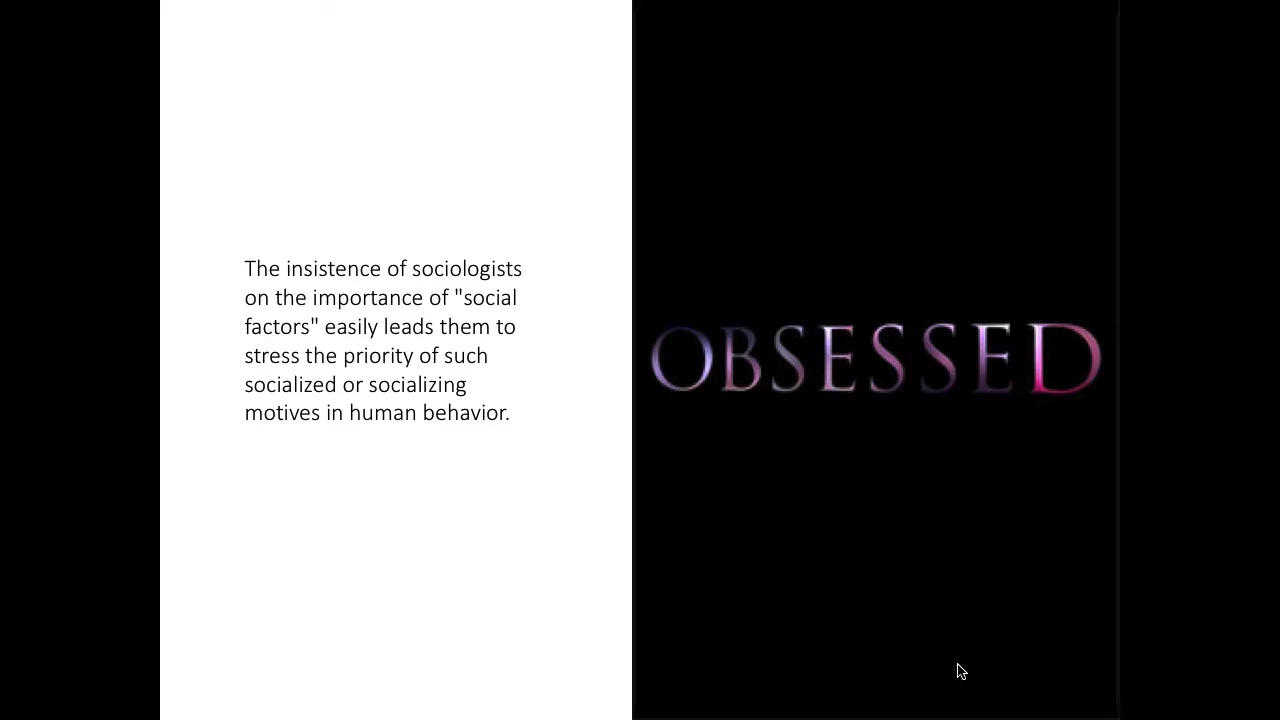 The insistence of sociologists
on the importance of "social
factors" easily leads them to
stress the priority of such
socialized or socializing
motives in human behavior.
OBSESSED